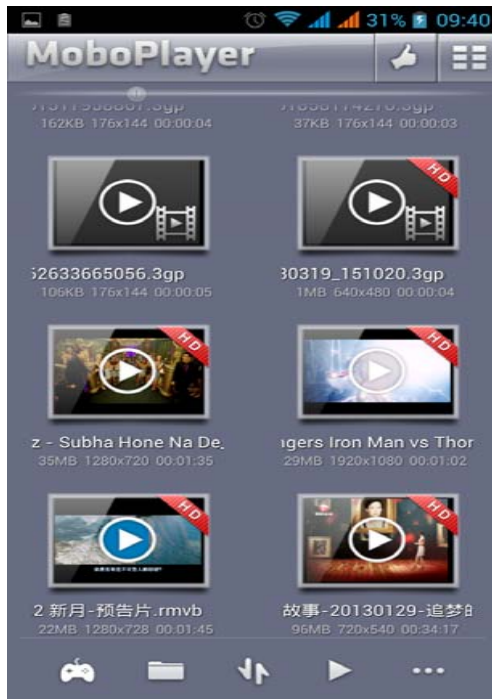 31% 09:40
MoboPlayer
162KB 176x144 00:00:04
37KB 176x144 00:00:03
HD
52633665056.3gp
30319_151020.3gp
106KB 176x144 00:00:05
1MB 640x480 00:00:04
HD
HD
z - Subha Hone Na De_
ngers Iron Man vs Thor
35MB 1280x720 00:01:35
29MB 1920x1080 00:01:02
HD
HD
2 新月-预告片.rmvb
故事-20130129-追梦的
22MB 1280x728 00:01:45
96MB 720x540 00:34:17